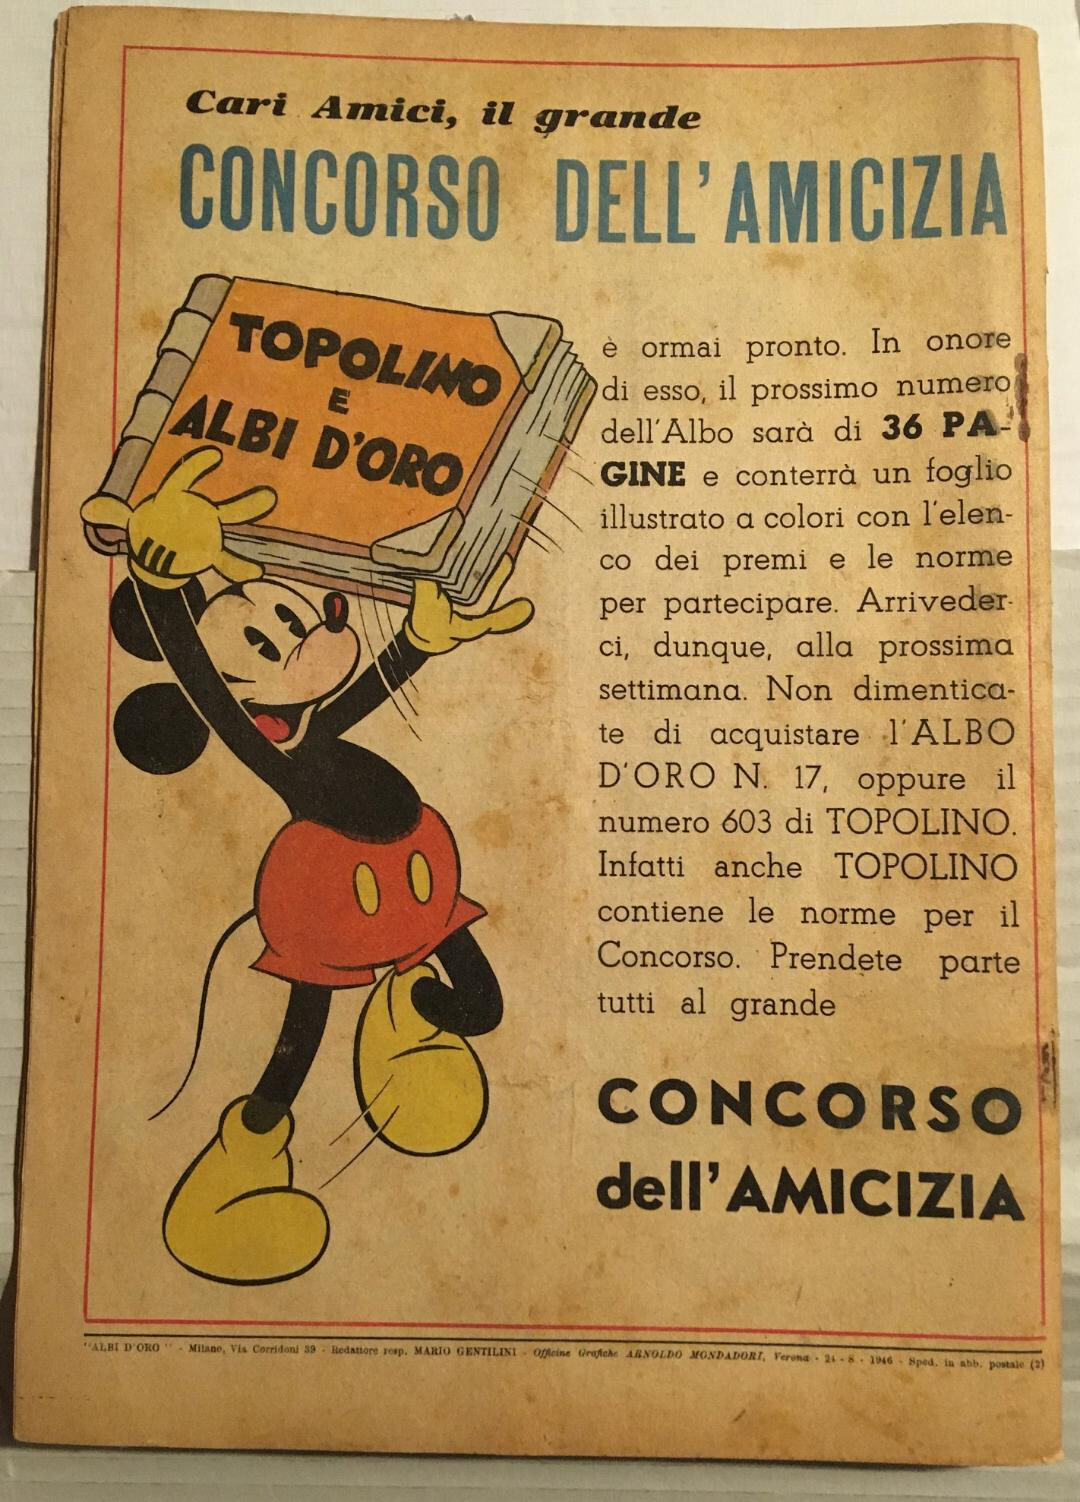 Cari Amici, il grande
CONCORSO DELL'AMICIZIA
TOPOLINO
E
ALBI D'ORO
è ormai pronto. In onore
di esso, il prossimo numero
dell'Albo sarà di 36 PA-
GINE e conterrà un foglio
illustrato a colori con l'elen-
co dei premi e le norme
per partecipare. Arriveder-
ci, dunque, alla prossima
settimana. Non dimentica-
te di acquistare l'ALBO
D'ORO N. 17, oppure il
numero 603 di TOPOLINO.
Infatti anche TOPOLINO
contiene le norme per il
Concorso. Prendete parte
tutti al grande
CONCORSO
dell'AMICIZIA
"ALBI D'ORO" - Milano, Via Corridoni 39 - Redattore resp. MARIO GENTILINI - Officine Grafiche ARNOLDO MONDADORI, Verona - 24 - 8 - 1946 - Sped. in abb. postale (2)